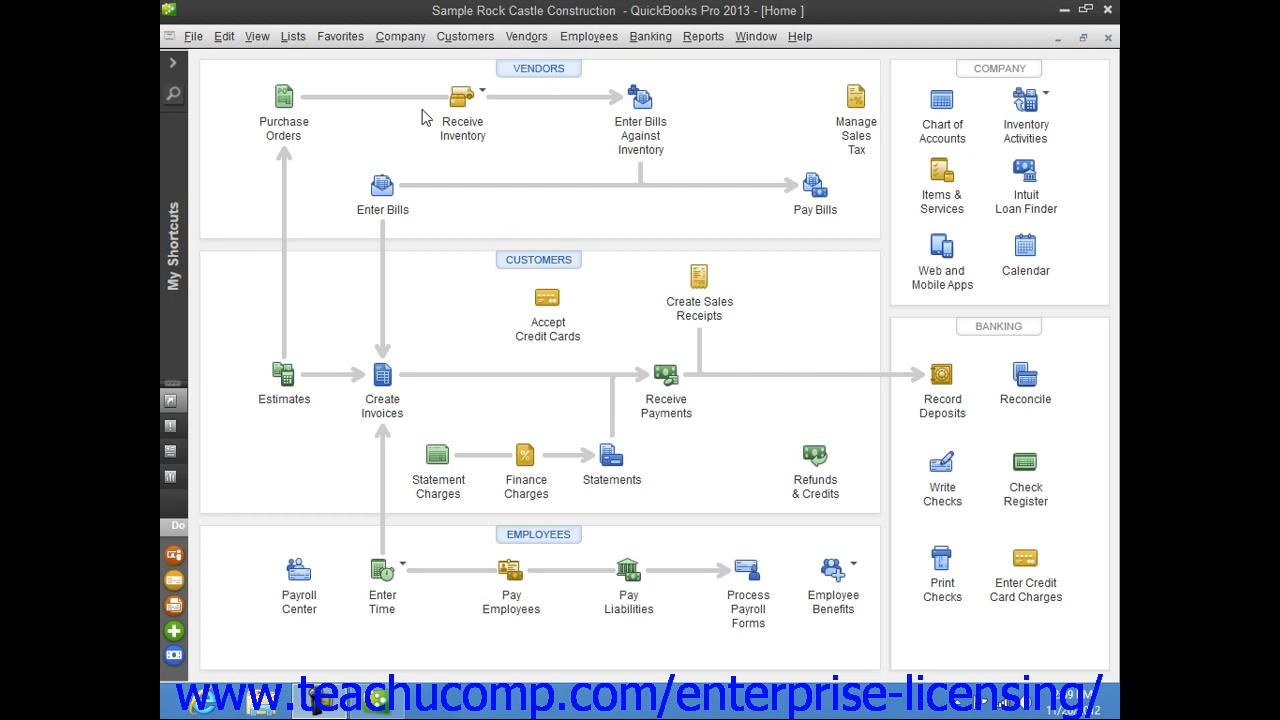 Sample Rock Castle Construction - QuickBooks Pro 2013 - [Home ]
File Edit View Lists Favorites Company Customers Vendors Employees Banking Reports Window Help
My Shortcuts
Do
VENDORS
Purchase
Orders
Receive
Inventory
Enter Bills
Against
Inventory
Manage
Sales
Tax
Enter Bills
Pay Bills
CUSTOMERS
Accept
Credit Cards
Create Sales
Receipts
Estimates
Create
Invoices
Receive
Payments
Statement
Charges
Finance
Charges
Statements
Refunds
& Credits
EMPLOYEES
Payroll
Center
Enter
Time
Pay
Employees
Pay
Liabilities
Process
Payroll
Forms
Employee
Benefits
COMPANY
Chart of
Accounts
Inventory
Activities
Items &
Services
Intuit
Loan Finder
Web and
Mobile Apps
Calendar
BANKING
Record
Deposits
Reconcile
Write
Checks
Check
Register
Print
Checks
Enter Credit
Card Charges
www.teachucomp.com/enterprise-licensing/